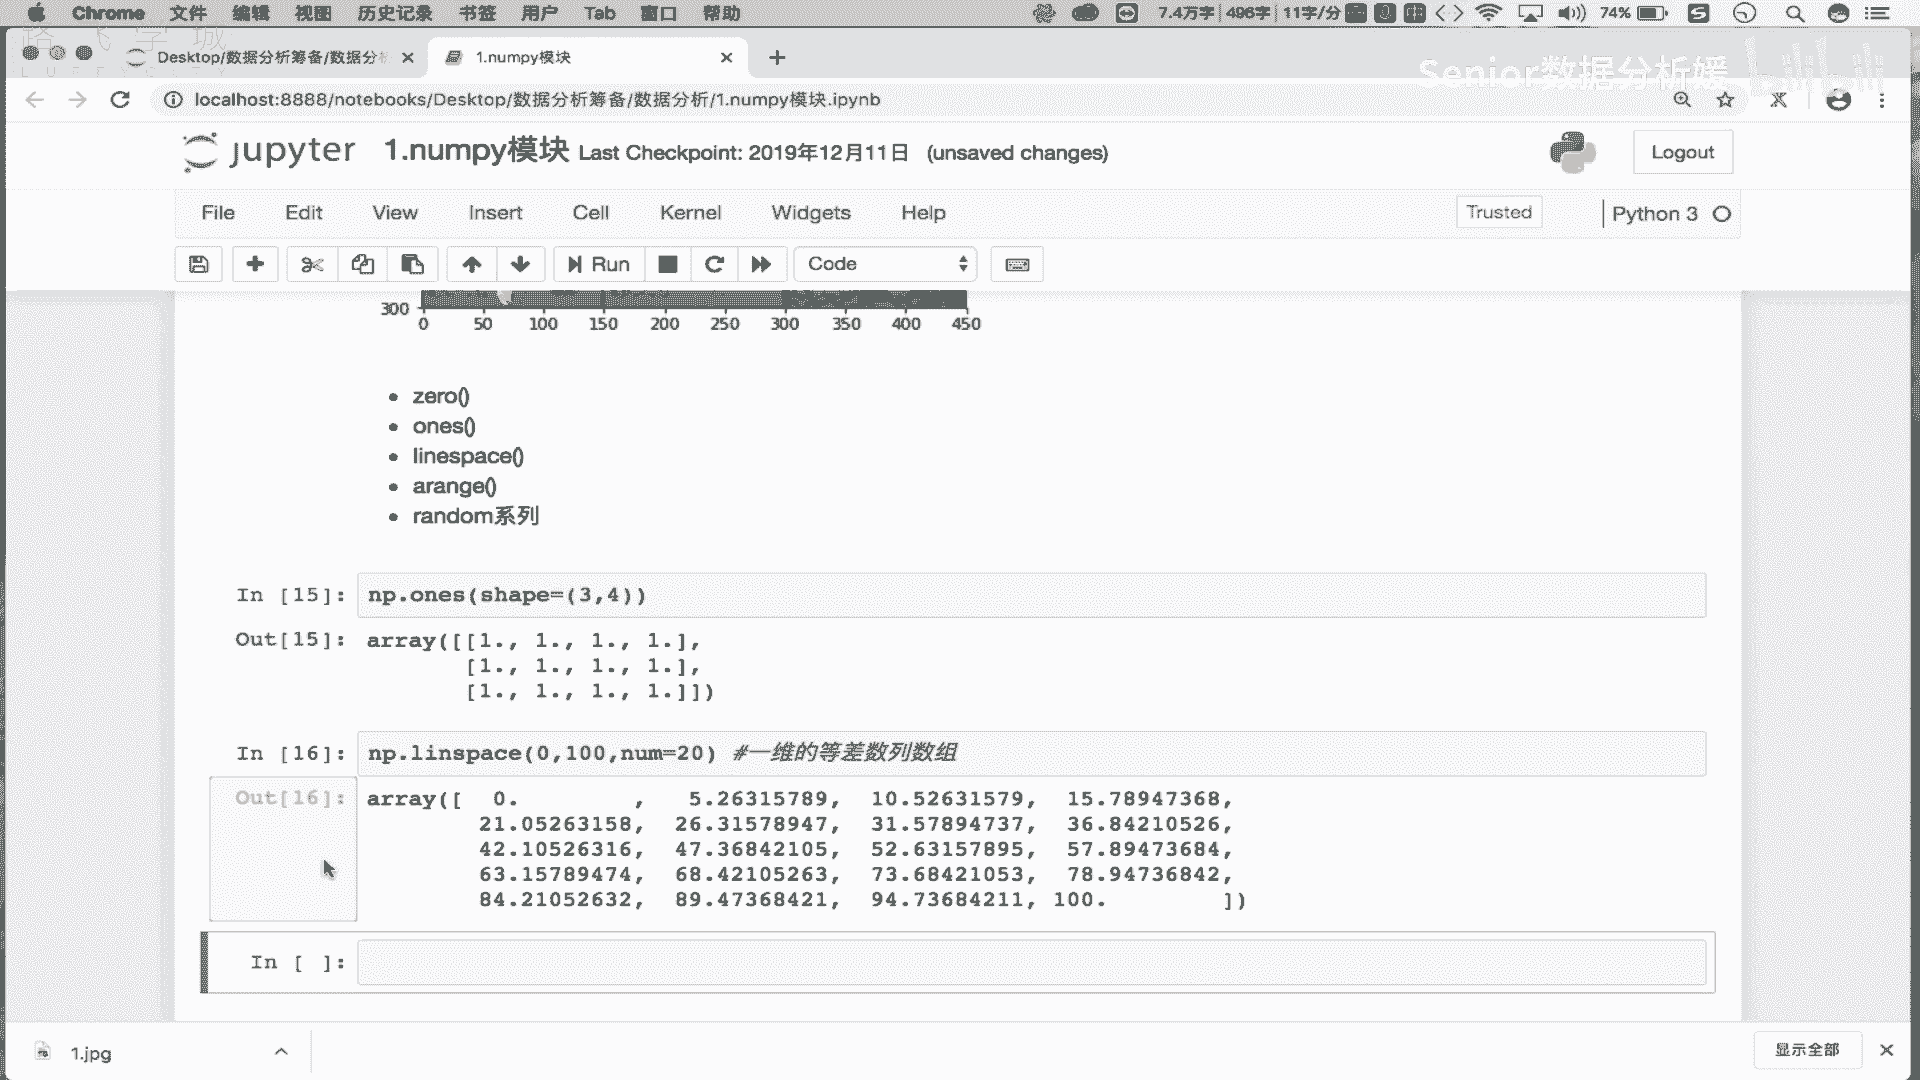 Chrome 文件 编辑 视图 历史记录 书签 用户 Tab 窗口 帮助 7.4万字 496字 11字/分 74%
Desktop/数据分析筹备/数据分析 1.numpy模块
Senior数据分析媛 bilibili
localhost:8888/notebooks/Desktop/数据分析筹备/数据分析/1.numpy模块.ipynb
jupyter 1.numpy模块 Last Checkpoint: 2019年12月11日 (unsaved changes) Logout
File Edit View Insert Cell Kernel Widgets Help Trusted Python 3
Run Code
300
0 50 100 150 200 250 300 350 400 450
zero()
ones()
linespace()
arange()
random系列
In [15]: np.ones(shape=(3,4))
Out[15]: array([[1., 1., 1., 1.],
[1., 1., 1., 1.],
[1., 1., 1., 1.]])
In [16]: np.linspace(0,100,num=20) #一维的等差数列数组
Out[16]: array([ 0. , 5.26315789, 10.52631579, 15.78947368,
21.05263158, 26.31578947, 31.57894737, 36.84210526,
42.10526316, 47.36842105, 52.63157895, 57.89473684,
63.15789474, 68.42105263, 73.68421053, 78.94736842,
84.21052632, 89.47368421, 94.73684211, 100. ])
In [ ]:
1.jpg 显示全部